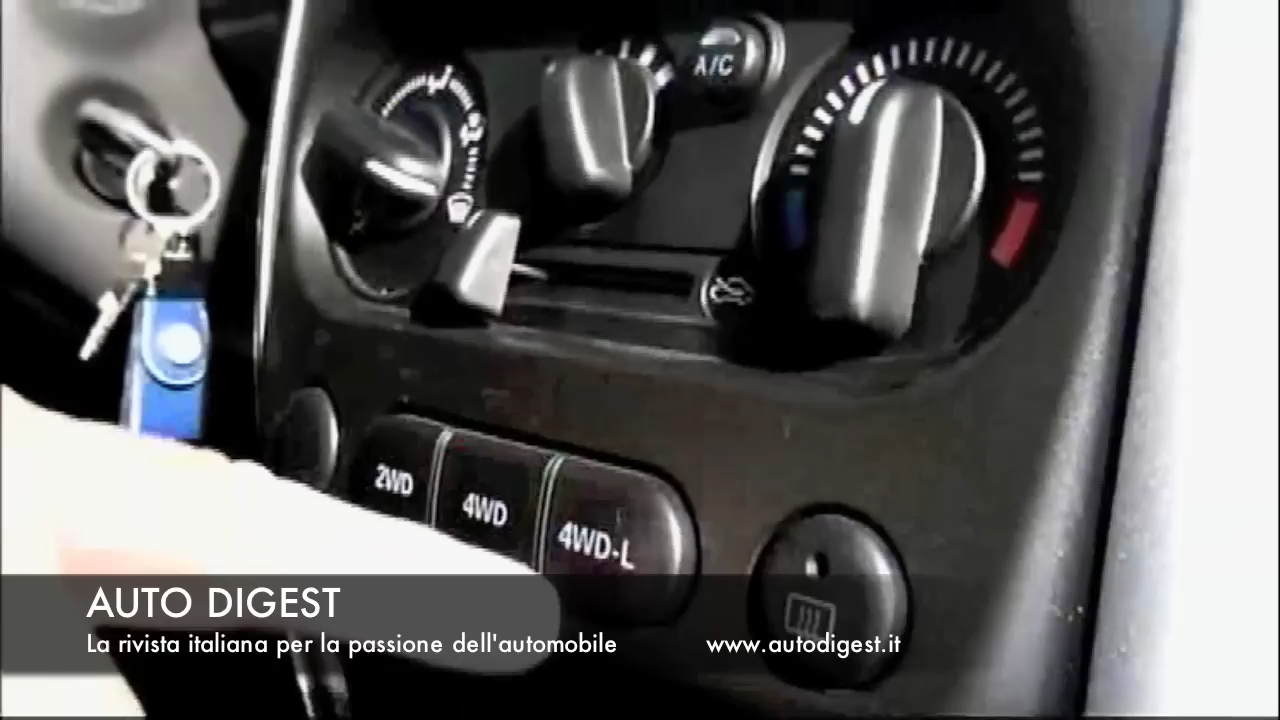 A/C
2WD
4WD
4WD-L
AUTO DIGEST
La rivista italiana per la passione dell'automobile www.autodigest.it